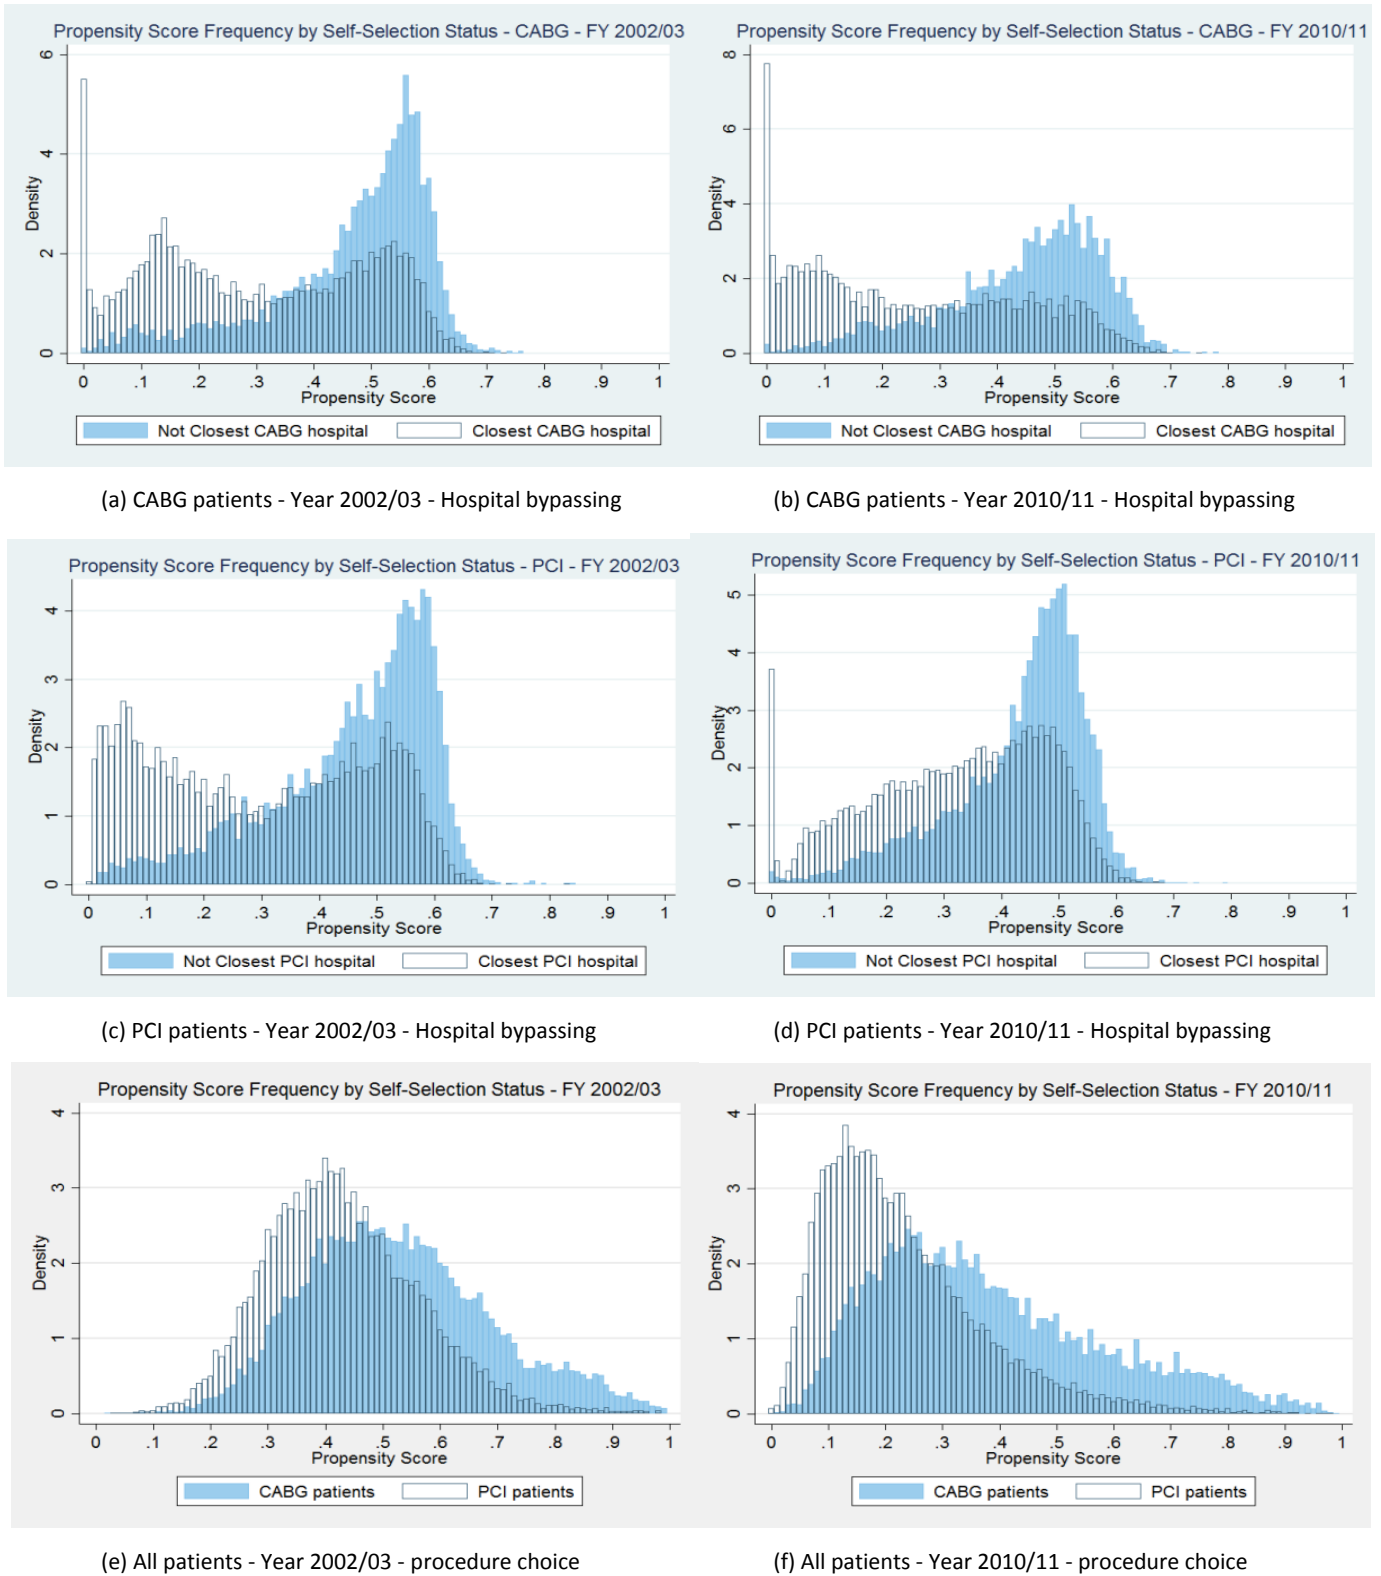 Propensity Score Frequency by Self-Selection Status - CABG - FY 2002/03
6
4
2
0
Density
0 .1 .2 .3 .4 .5 .6 .7 .8 .9 1
Propensity Score
Not Closest CABG hospital Closest CABG hospital
(a) CABG patients - Year 2002/03 - Hospital bypassing
Propensity Score Frequency by Self-Selection Status - CABG - FY 2010/11
8
6
4
2
0
Density
0 .1 .2 .3 .4 .5 .6 .7 .8 .9 1
Propensity Score
Not Closest CABG hospital Closest CABG hospital
(b) CABG patients - Year 2010/11 - Hospital bypassing
Propensity Score Frequency by Self-Selection Status - PCI - FY 2002/03
4
3
2
1
0
Density
0 .1 .2 .3 .4 .5 .6 .7 .8 .9 1
Propensity Score
Not Closest PCI hospital Closest PCI hospital
(c) PCI patients - Year 2002/03 - Hospital bypassing
Propensity Score Frequency by Self-Selection Status - PCI - FY 2010/11
5
4
3
2
1
0
Density
0 .1 .2 .3 .4 .5 .6 .7 .8 .9 1
Propensity Score
Not Closest PCI hospital Closest PCI hospital
(d) PCI patients - Year 2010/11 - Hospital bypassing
Propensity Score Frequency by Self-Selection Status - FY 2002/03
4
3
2
1
0
Density
0 .1 .2 .3 .4 .5 .6 .7 .8 .9 1
Propensity Score
CABG patients PCI patients
(e) All patients - Year 2002/03 - procedure choice
Propensity Score Frequency by Self-Selection Status - FY 2010/11
4
3
2
1
0
Density
0 .1 .2 .3 .4 .5 .6 .7 .8 .9 1
Propensity Score
CABG patients PCI patients
(f) All patients - Year 2010/11 - procedure choice